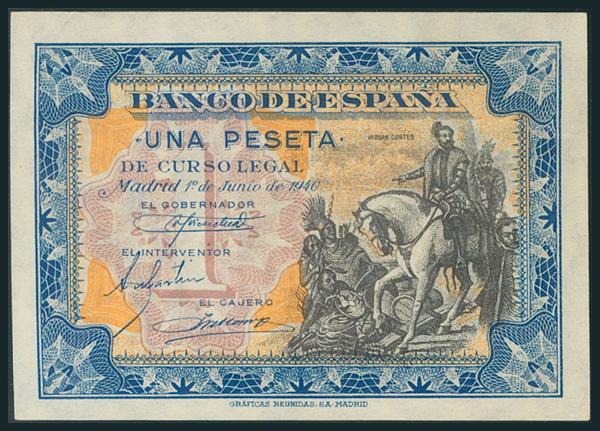 BANCO DE ESPAÑA
·UNA PESETA·
HERNAN CORTES
DE CURSO LEGAL
Madrid 1º de Junio de 1940
EL GOBERNADOR
EL INTERVENTOR
EL CAJERO
1
GRÁFICAS REUNIDAS, S.A.-MADRID